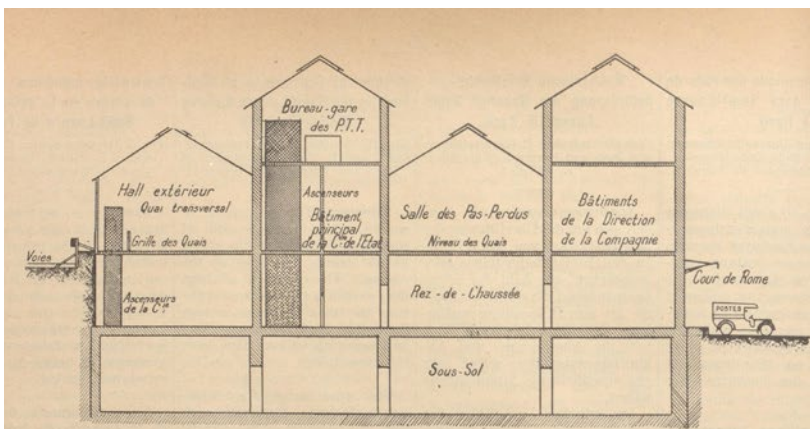 Bureau-gare
des P.T.T.
Hall extérieur
Quai transversal
Grille des Quais
Voies
Ascenseurs
de la Cie
Ascenseurs
Bâtiment
principal
de la Cie de l'Etat
Salle des Pas-Perdus
Niveau des Quais
Bâtiments
de la Direction
de la Compagnie
Rez-de-Chaussée
Cour de Rome
POSTES
Sous-Sol